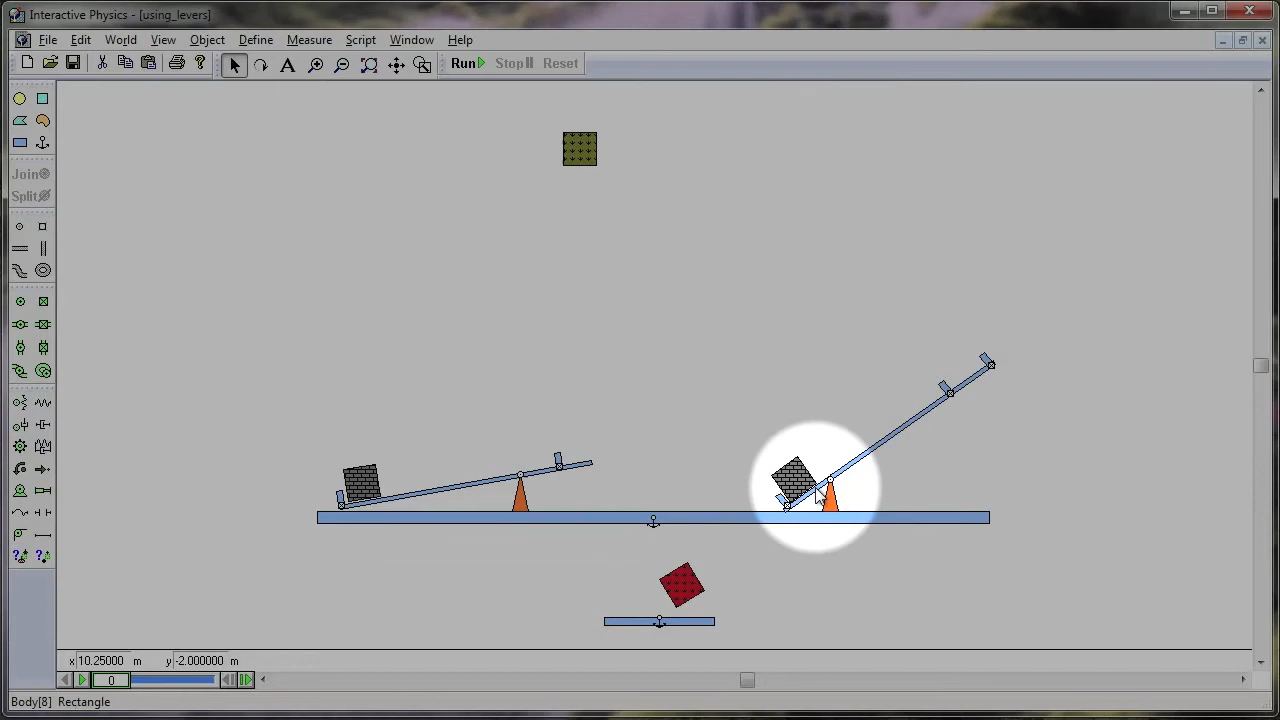 Interactive Physics - [using_levers]
File Edit World View Object Define Measure Script Window Help
A Run Stop Reset
Join
Split
x 10.25000 m y -2.000000 m
0
Body[8] Rectangle